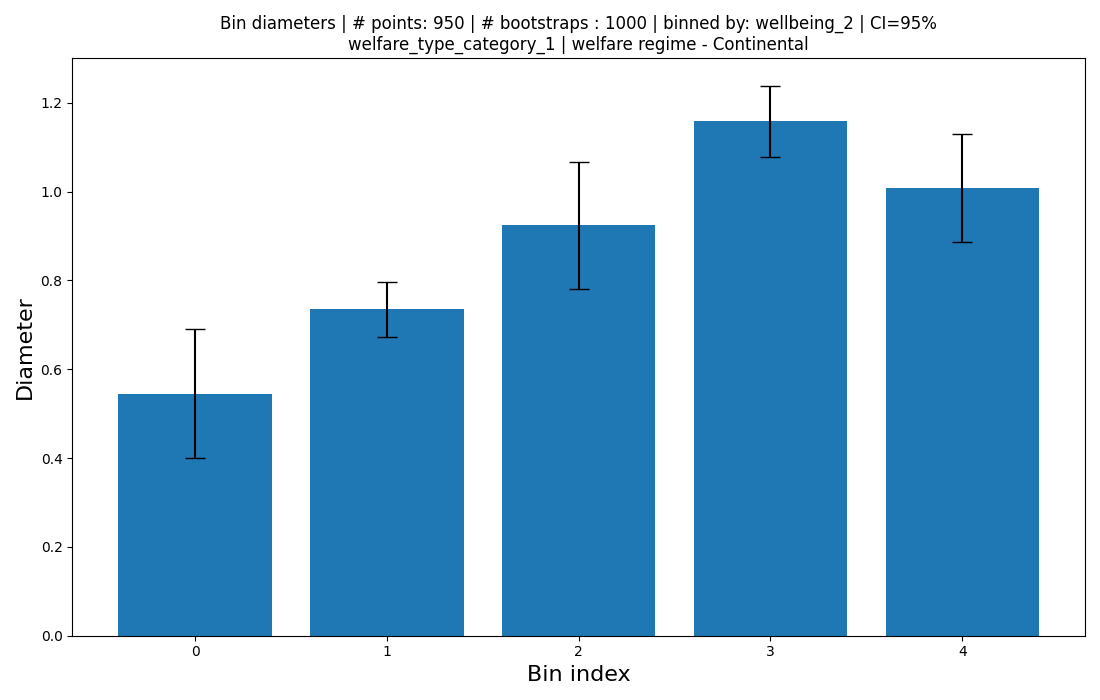 Bin diameters | # points: 950 | # bootstraps : 1000 | binned by: wellbeing_2 | CI=95%
welfare_type_category_1 | welfare regime - Continental
1.2
1.0
0.8
0.6
0.4
0.2
0.0
Diameter
0 1 2 3 4
Bin index